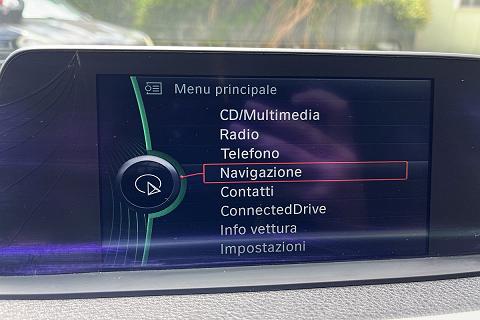 Menu principale
CD/Multimedia
Radio
Telefono
Navigazione
Contatti
ConnectedDrive
Info vettura
Impostazioni